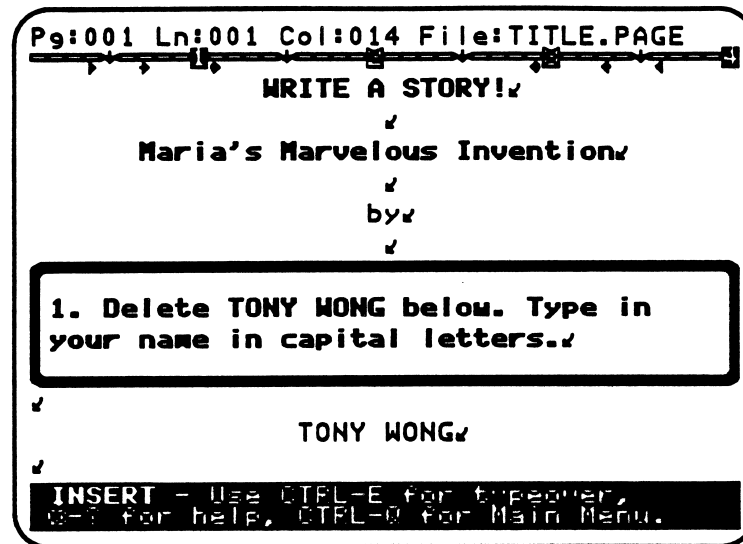 Pg:001 Ln:001 Col:014 File:TITLE.PAGE
WRITE A STORY!
Maria's Marvelous Invention
by
1. Delete TONY WONG below. Type in
your name in capital letters.
TONY WONG
INSERT - Use CTRL-E for typeover,
for help, CTRL-Q for Main Menu.